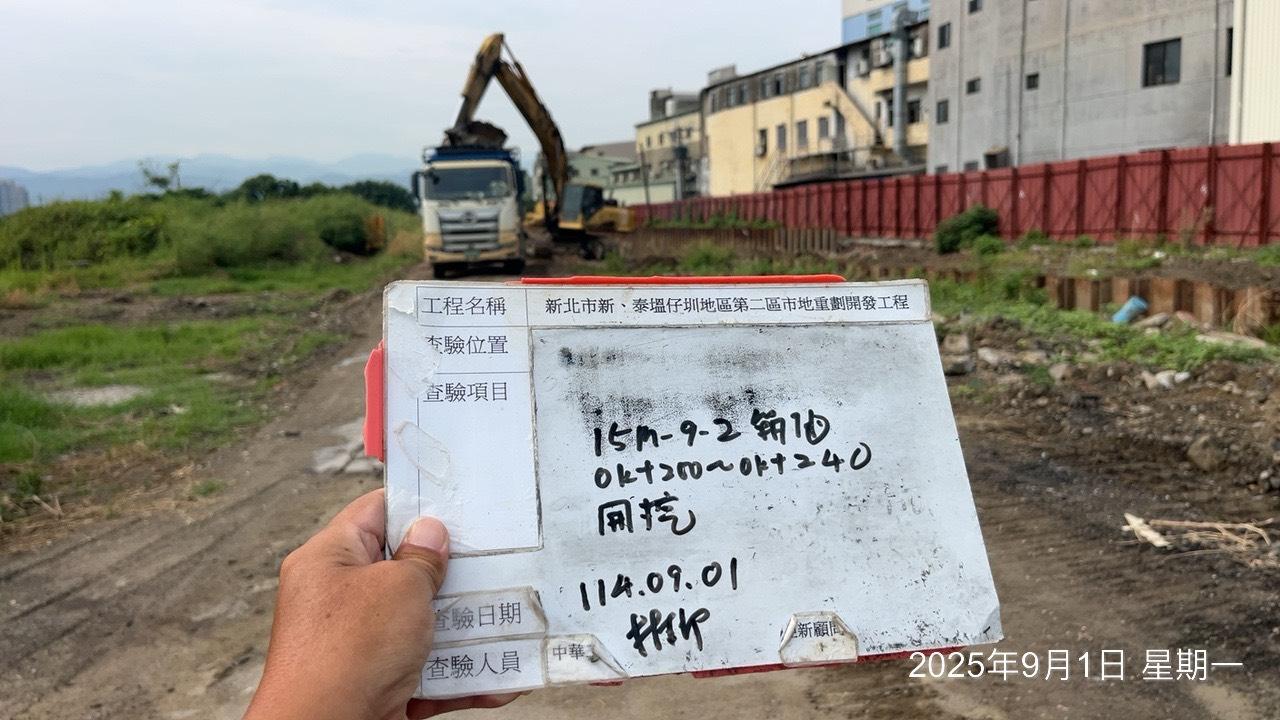 工程名稱 新北市新、泰塭仔圳地區第二區市地重劃開發工程
查驗位置
查驗項目
15m-9-2 箱涵
0k+200~0k+240
開挖
114.09.01
查驗日期
查驗人員 中華工 新顧問
2025年9月1日 星期一